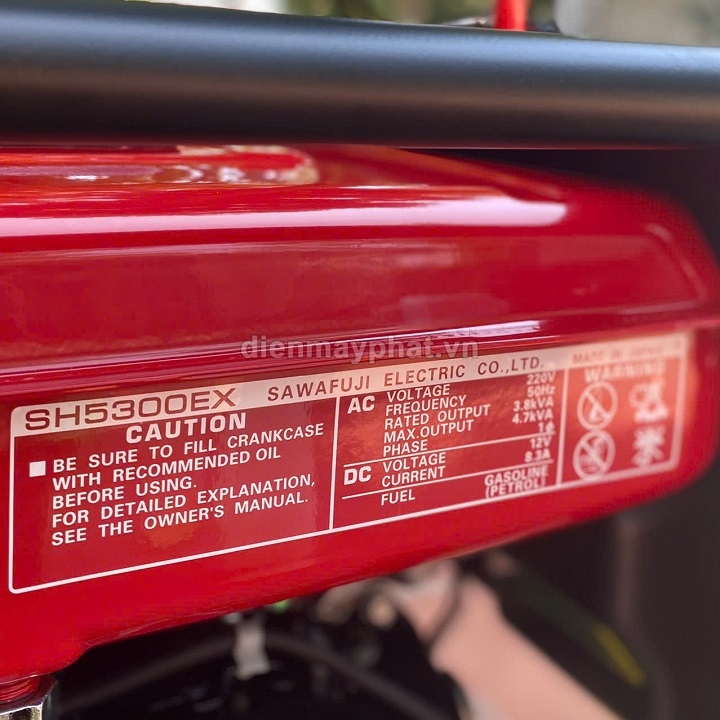 dienmayphat.vn
SH5300EX SAWAFUJI ELECTRIC CO.,LTD.
CAUTION
BE SURE TO FILL CRANKCASE
WITH RECOMMENDED OIL
BEFORE USING.
FOR DETAILED EXPLANATION,
SEE THE OWNER'S MANUAL.
AC VOLTAGE 220V
FREQUENCY 50Hz
RATED OUTPUT 3.8kVA
MAX.OUTPUT 4.7kVA
PHASE 1ϕ
DC VOLTAGE 12V
CURRENT 8.3A
FUEL GASOLINE
(PETROL)
MADE IN
WARNING